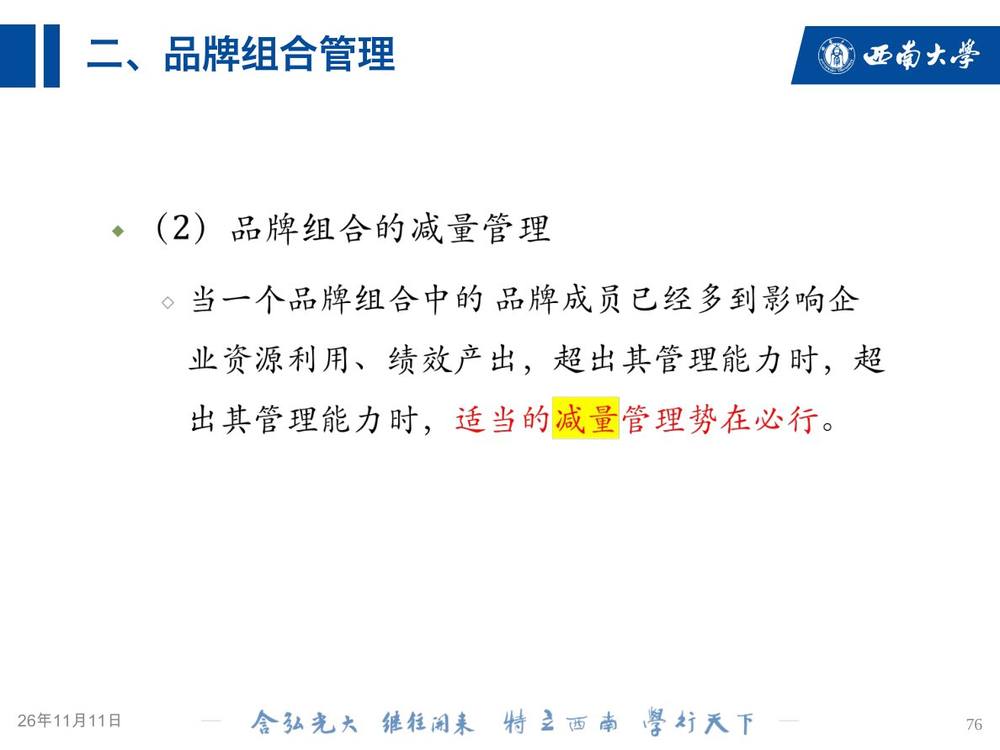 二、品牌组合管理
西南大学
（2）品牌组合的减量管理
当一个品牌组合中的 品牌成员已经多到影响企
业资源利用、绩效产出，超出其管理能力时，超
出其管理能力时，适当的减量管理势在必行。
26年11月11日
含弘光大 继往开来 特立西南 學行天下
76